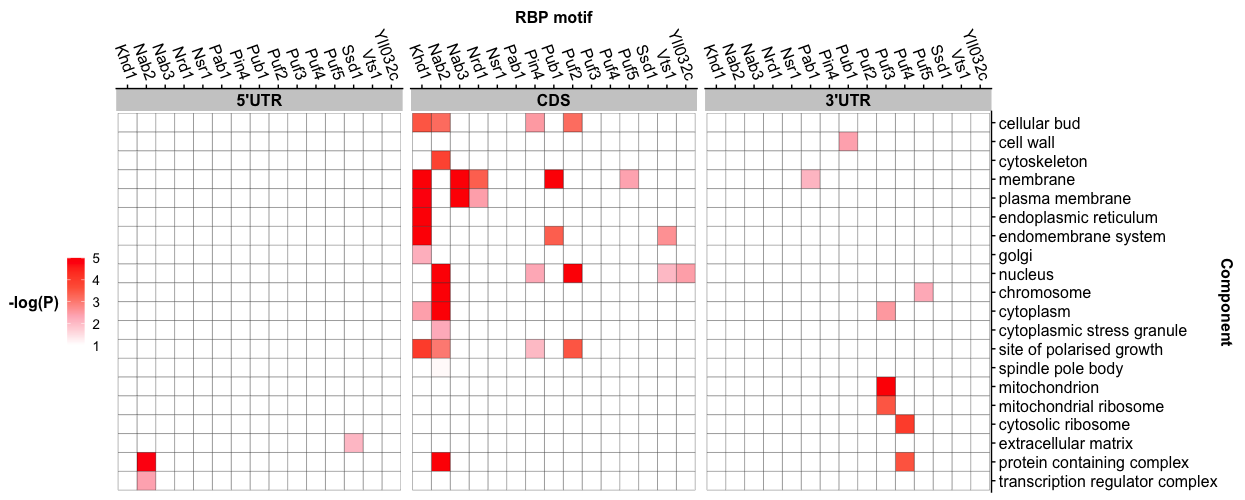 RBP motif
Khd1 Nab2 Nab3 Nrd1 Nsr1 Pab1 Pin4 Pub1 Puf2 Puf3 Puf4 Puf5 Ssd1 Vts1 Yll032c
Khd1 Nab2 Nab3 Nrd1 Nsr1 Pab1 Pin4 Pub1 Puf2 Puf3 Puf4 Puf5 Ssd1 Vts1 Yll032c
Khd1 Nab2 Nab3 Nrd1 Nsr1 Pab1 Pin4 Pub1 Puf2 Puf3 Puf4 Puf5 Ssd1 Vts1 Yll032c
5'UTR CDS 3'UTR
cellular bud
cell wall
cytoskeleton
membrane
plasma membrane
endoplasmic reticulum
endomembrane system
golgi
nucleus
chromosome
cytoplasm
cytoplasmic stress granule
site of polarised growth
spindle pole body
mitochondrion
mitochondrial ribosome
cytosolic ribosome
extracellular matrix
protein containing complex
transcription regulator complex
Component
-log(P)
5
4
3
2
1